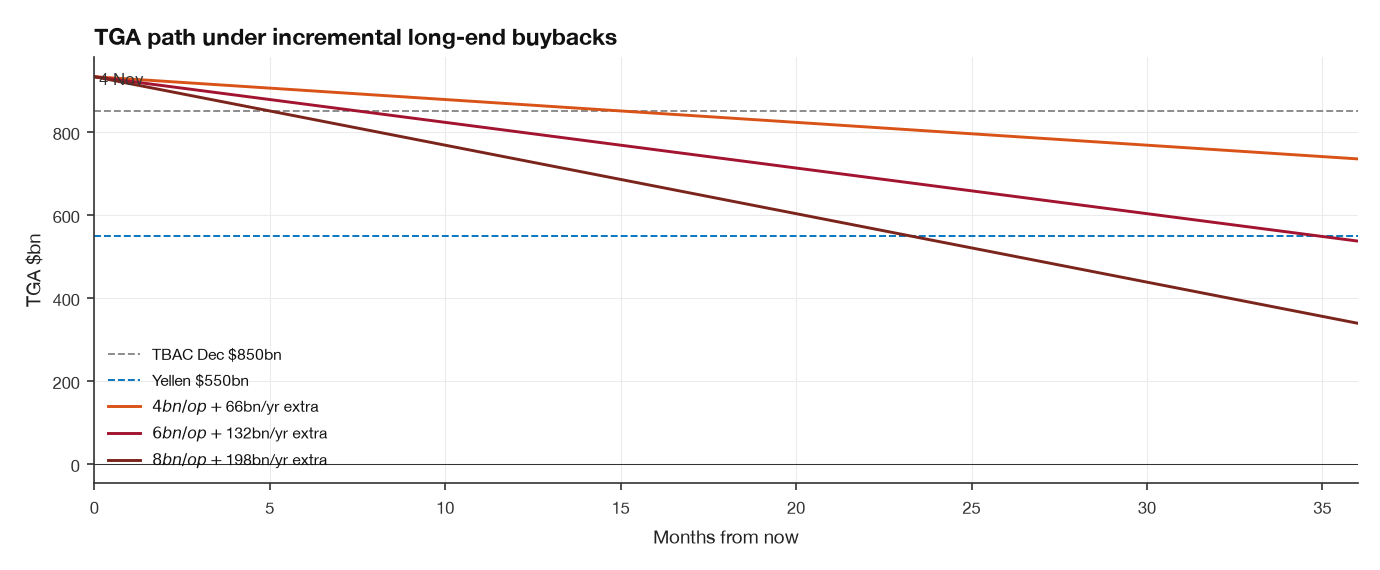 TGA path under incremental long-end buybacks
4 Nov
TGA $bn
800
600
400
200
0
TBAC Dec $850bn
Yellen $550bn
4bn/op + 66bn/yr extra
6bn/op + 132bn/yr extra
8bn/op + 198bn/yr extra
0 5 10 15 20 25 30 35
Months from now